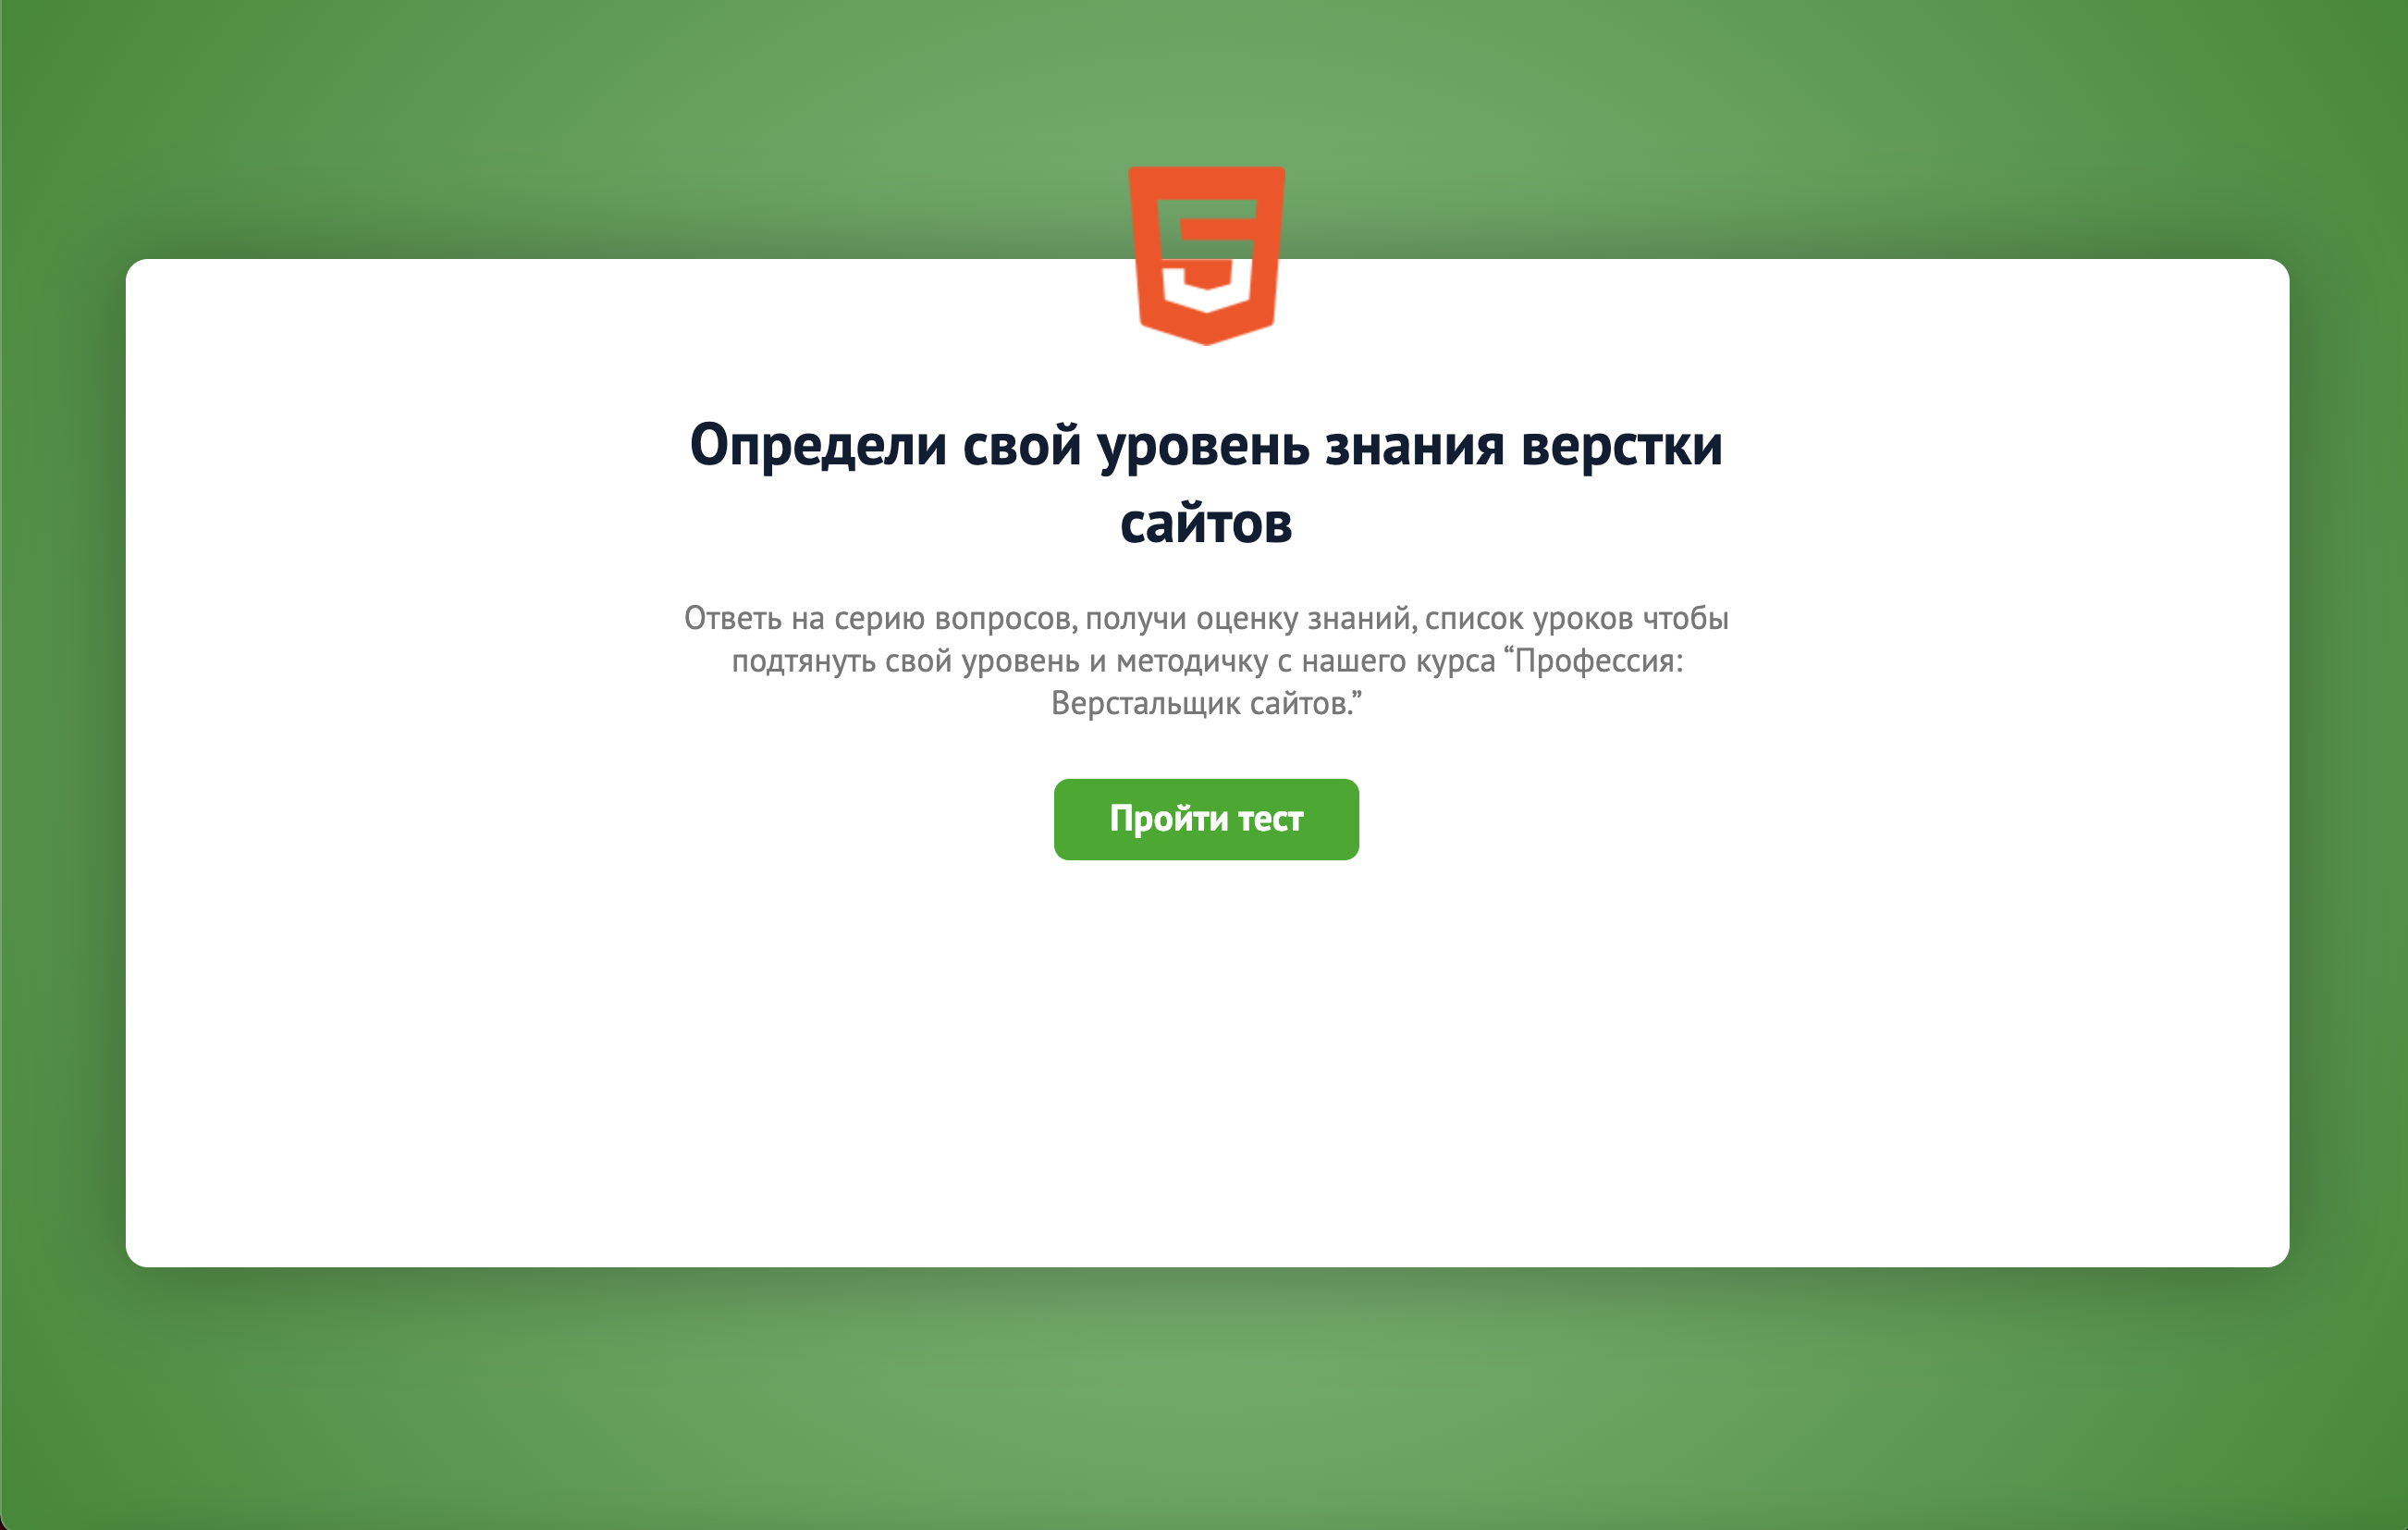 Определи свой уровень знания верстки
сайтов
Ответь на серию вопросов, получи оценку знаний, список уроков чтобы
подтянуть свой уровень и методичку с нашего курса “Профессия:
Верстальщик сайтов.”
Пройти тест